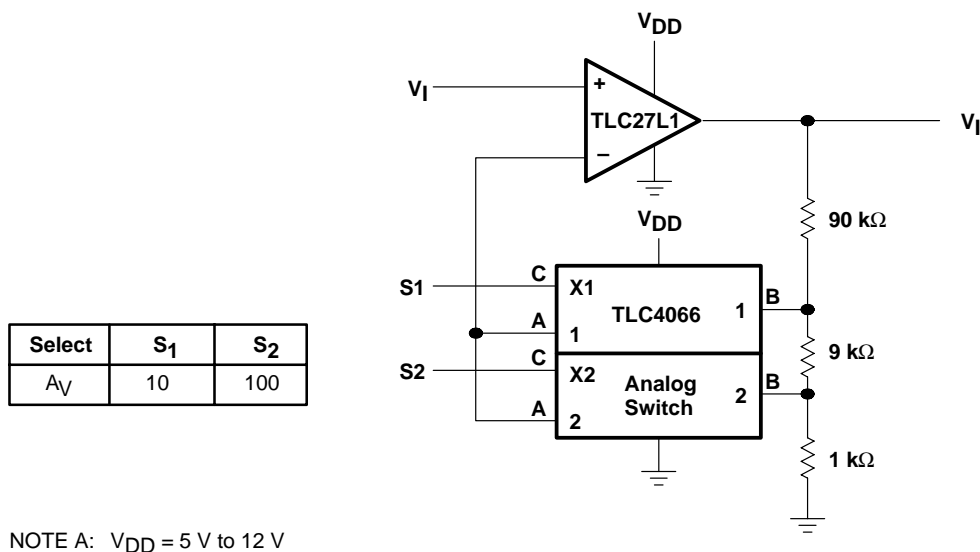 VDD
VI
+
TLC27L1
−
VI
90 kΩ
VDD
S1
C
X1
TLC4066
1
B
A
1
9 kΩ
S2
C
X2
Analog
Switch
2
B
A
2
1 kΩ
Select S1 S2
AV 10 100
NOTE A: VDD = 5 V to 12 V